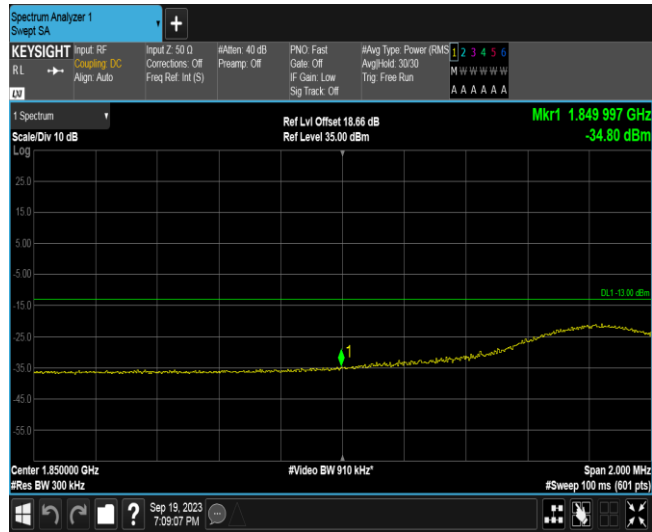 Spectrum Analyzer 1
Swept SA
KEYSIGHT
RL
LXI
Input: RF
Coupling: DC
Align: Auto
Input Z: 50 Ω
Corrections: Off
Freq Ref: Int (S)
#Atten: 40 dB
Preamp: Off
PNO: Fast
Gate: Off
IF Gain: Low
Sig Track: Off
#Avg Type: Power (RMS
Avg|Hold: 30/30
Trig: Free Run
1 2 3 4 5 6
M W W W W W
A A A A A A
1 Spectrum
Scale/Div 10 dB
Log
Ref Lvl Offset 18.66 dB
Ref Level 35.00 dBm
Mkr1 1.849 997 GHz
-34.80 dBm
25.0
15.0
5.00
-5.00
DL1 -13.00 dBm
-15.0
-25.0
1
-35.0
-45.0
-55.0
Center 1.850000 GHz
#Res BW 300 kHz
#Video BW 910 kHz*
Span 2.000 MHz
#Sweep 100 ms (601 pts)
?
Sep 19, 2023
7:09:07 PM